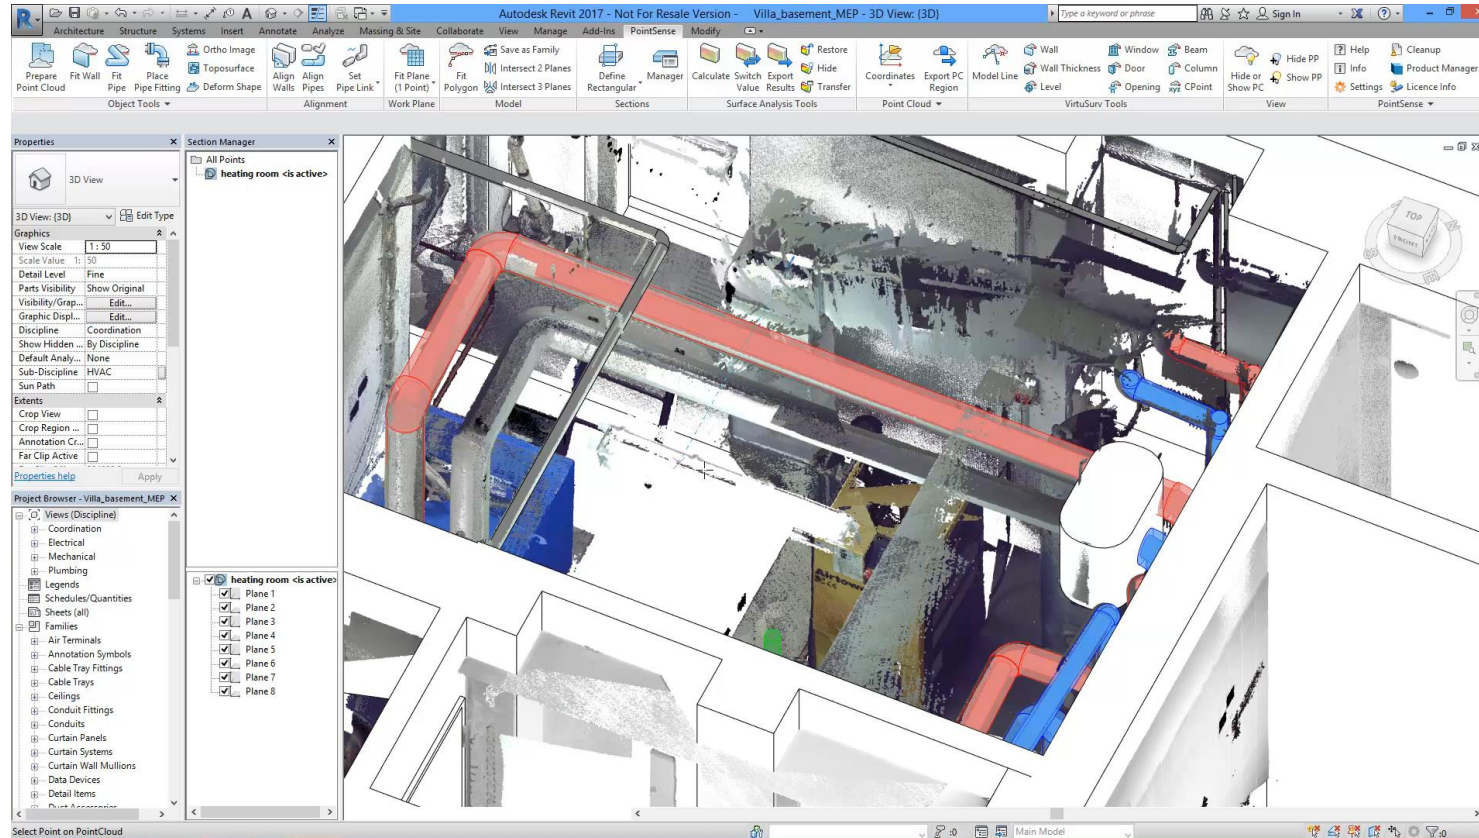 Autodesk Revit 2017 - Not For Resale Version - Villa_basement_MEP - 3D View: {3D}
Type a keyword or phrase
Sign In
Architecture Structure Systems Insert Annotate Analyze Massing & Site Collaborate View Manage Add-Ins PointSense Modify
Prepare Point Cloud
Fit Wall
Fit Pipe
Place Pipe Fitting
Ortho Image
Toposurface
Deform Shape
Object Tools
Align Walls
Align Pipes
Set Pipe Link
Alignment
Fit Plane (1 Point)
Work Plane
Fit Polygon
Save as Family
Intersect 2 Planes
Intersect 3 Planes
Model
Define Rectangular
Manager
Sections
Calculate
Switch Value
Export Results
Restore
Hide
Transfer
Surface Analysis Tools
Coordinates
Export PC Region
Point Cloud
Model Line
Wall
Wall Thickness
Level
Window
Door
Opening
Beam
Column
CPoint
VirtuSurv Tools
Hide or Show PC
Hide PP
Show PP
View
Help
Info
Settings
Cleanup
Product Manager
Licence Info
PointSense
Properties
3D View
3D View: {3D}
Edit Type
Graphics
View Scale 1 : 50
Scale Value 1: 50
Detail Level Fine
Parts Visibility Show Original
Visibility/Grap... Edit...
Graphic Displ... Edit...
Discipline Coordination
Show Hidden ... By Discipline
Default Analy... None
Sub-Discipline HVAC
Sun Path
Extents
Crop View
Crop Region ...
Annotation Cr...
Far Clip Active
Properties help
Apply
Project Browser - Villa_basement_MEP
Views (Discipline)
Coordination
Electrical
Mechanical
Plumbing
Legends
Schedules/Quantities
Sheets (all)
Families
Air Terminals
Annotation Symbols
Cable Tray Fittings
Cable Trays
Ceilings
Conduit Fittings
Conduits
Curtain Panels
Curtain Systems
Curtain Wall Mullions
Data Devices
Detail Items
Duct Accessories
Section Manager
All Points
heating room <is active>
heating room <is active>
Plane 1
Plane 2
Plane 3
Plane 4
Plane 5
Plane 6
Plane 7
Plane 8
TOP
FRONT
Select Point on PointCloud
:0
Main Model
:0